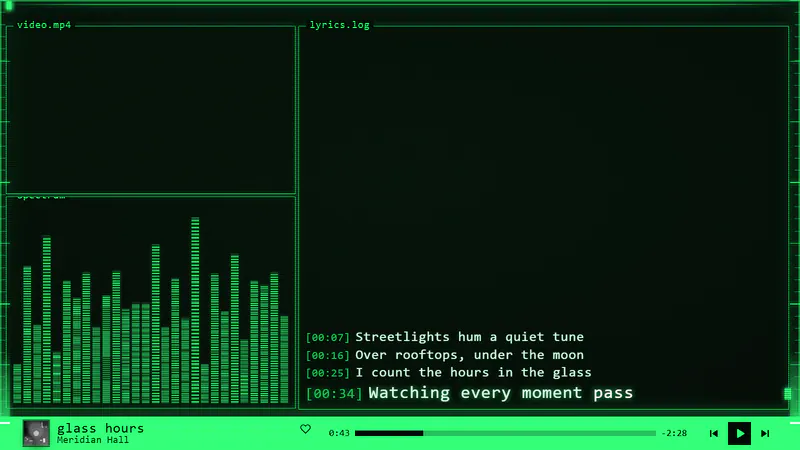 video.mp4
lyrics.log
spectrum
[00:07] Streetlights hum a quiet tune
[00:16] Over rooftops, under the moon
[00:25] I count the hours in the glass
[00:34] Watching every moment pass
glass hours
Meridian Hall
0:43
-2:28